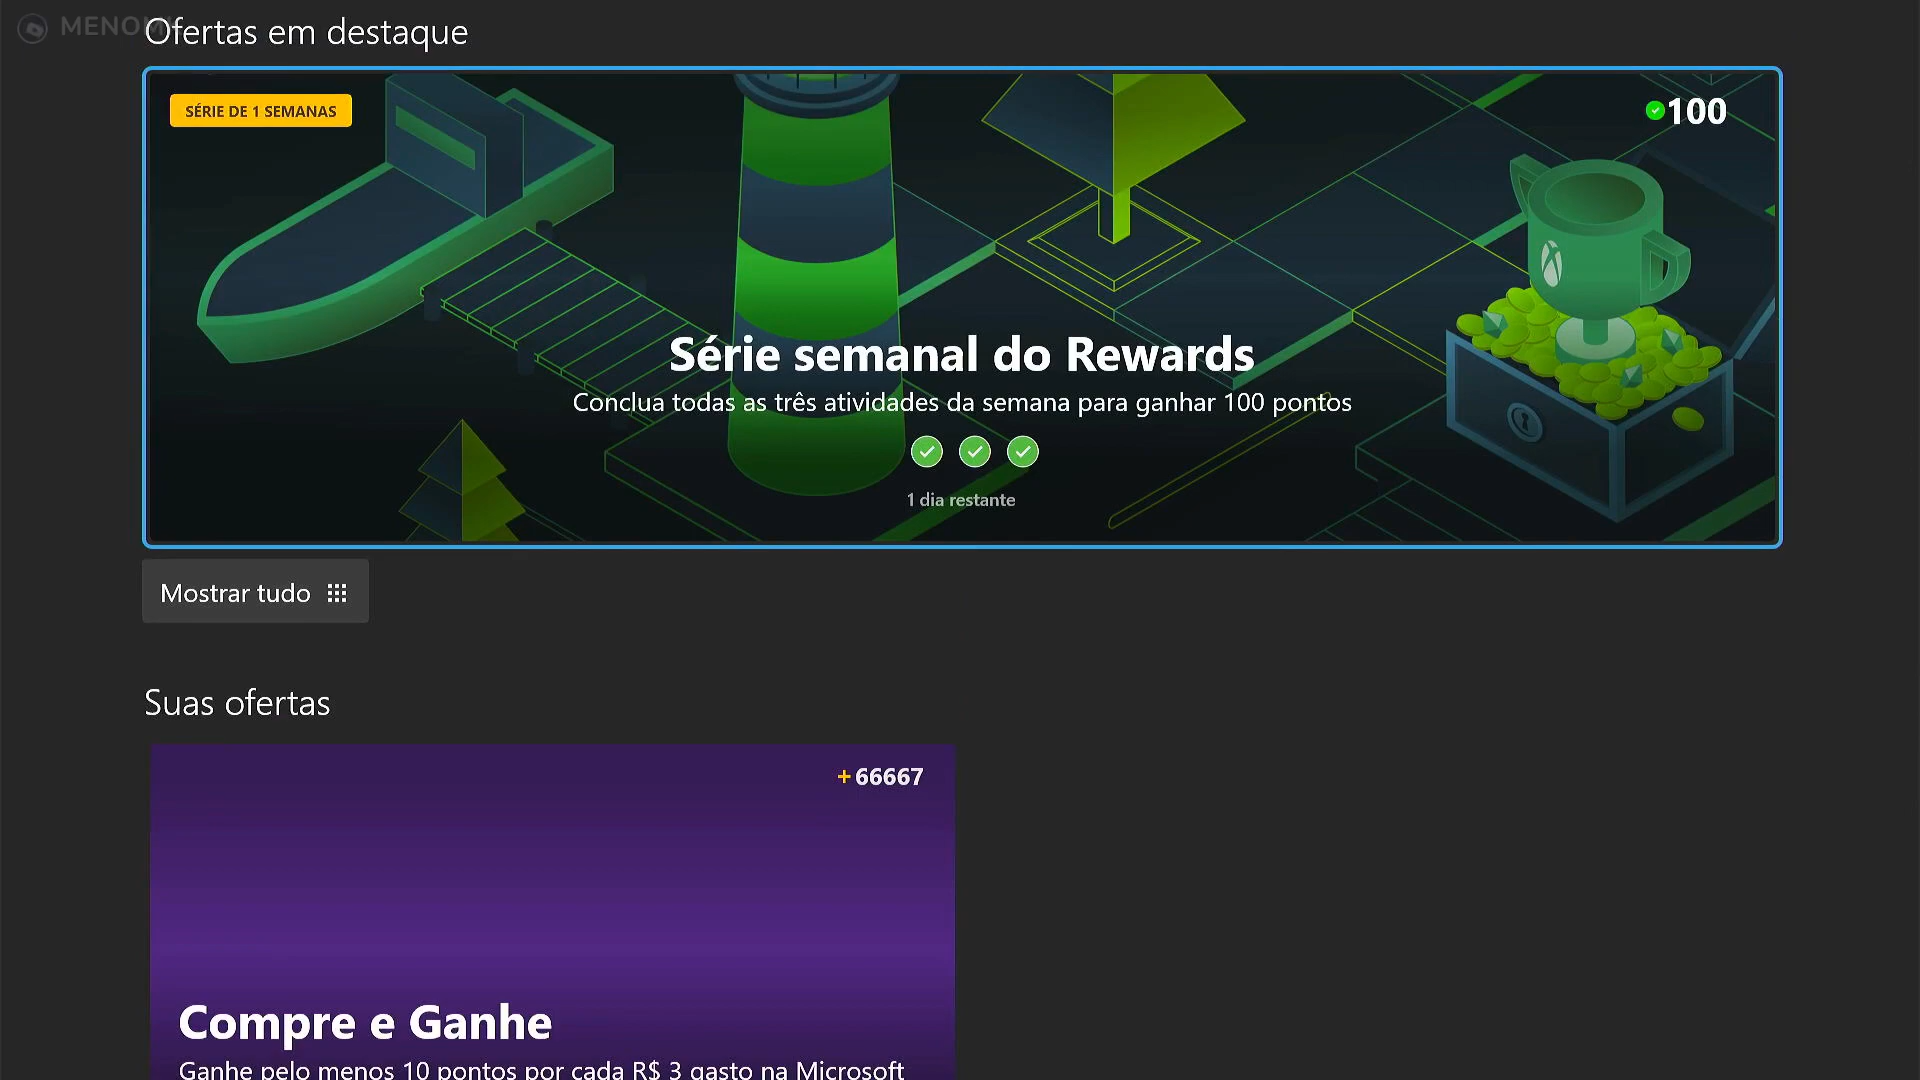 MENOM
Ofertas em destaque
SÉRIE DE 1 SEMANAS
100
Série semanal do Rewards
Conclua todas as três atividades da semana para ganhar 100 pontos
1 dia restante
Mostrar tudo
Suas ofertas
+66667
Compre e Ganhe
Ganhe pelo menos 10 pontos por cada R$ 3 gasto na Microsoft